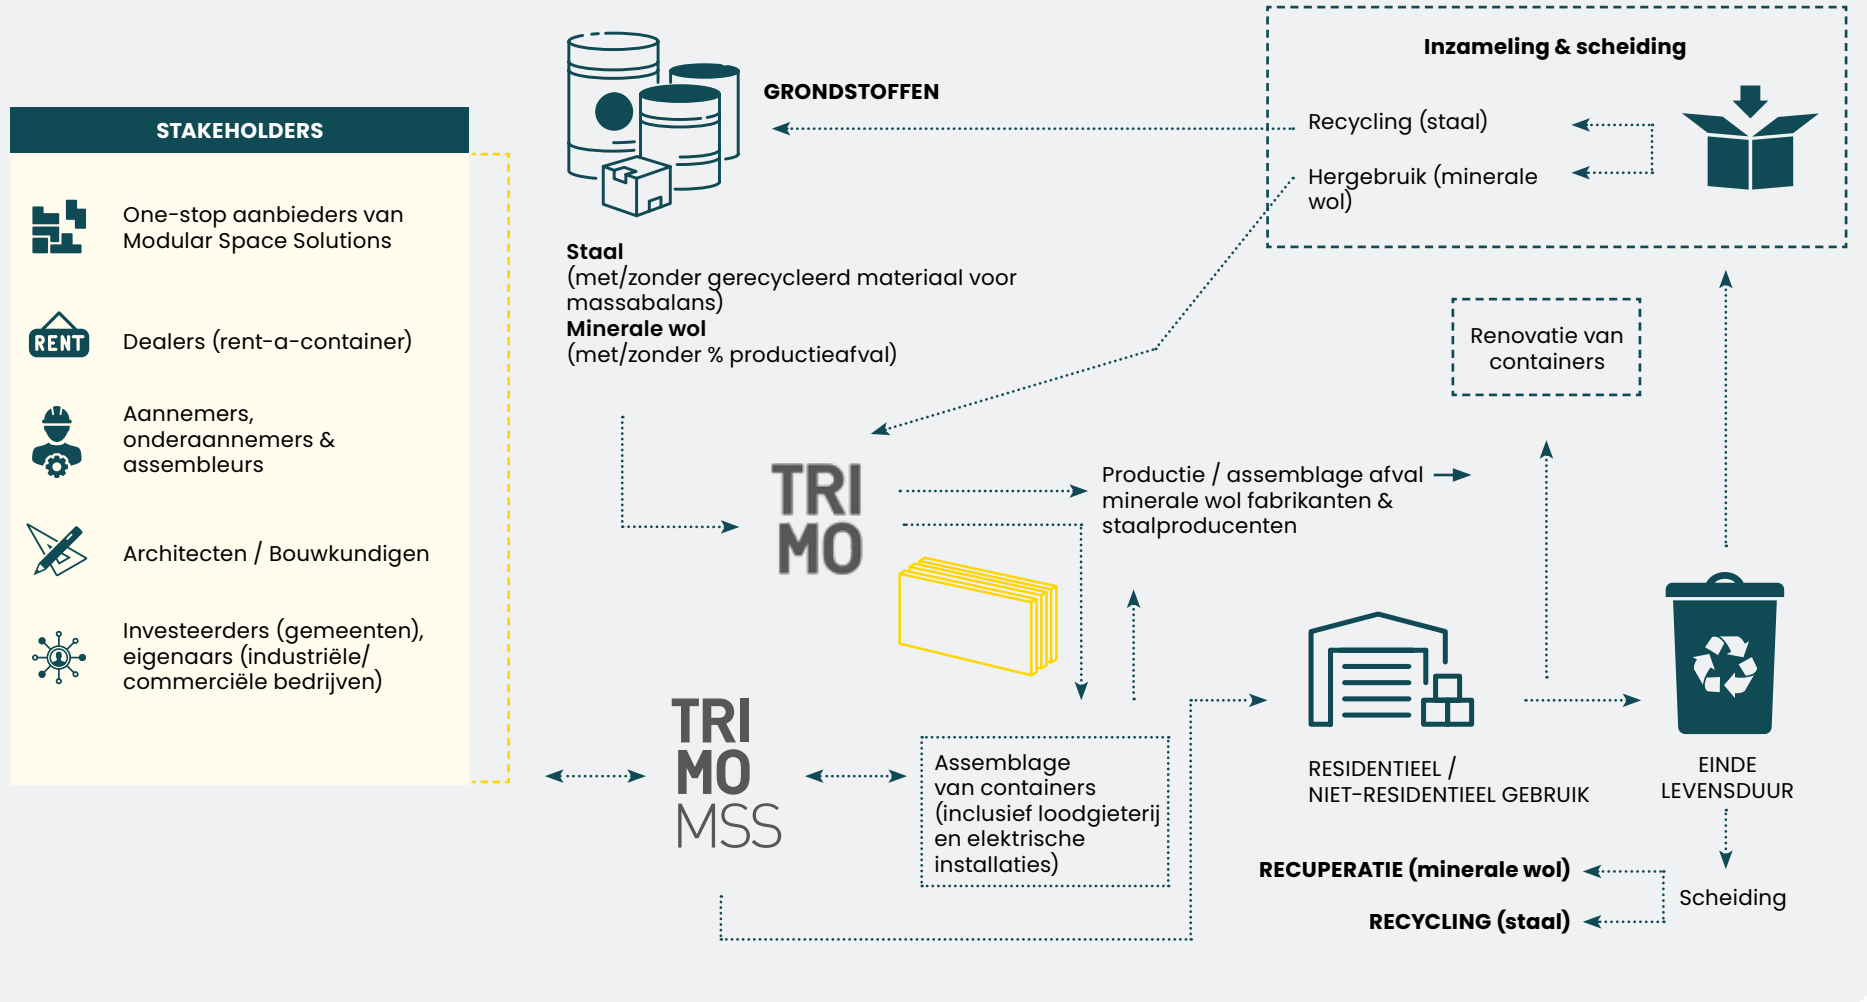 STAKEHOLDERS
One-stop aanbieders van
Modular Space Solutions
RENT
Dealers (rent-a-container)
Aannemers,
onderaannemers &
assembleurs
Architecten / Bouwkundigen
Investeerders (gemeenten),
eigenaars (industriële/
commerciële bedrijven)
GRONDSTOFFEN
Staal
(met/zonder gerecycleerd materiaal voor
massabalans)
Minerale wol
(met/zonder % productieafval)
Inzameling & scheiding
Recycling (staal)
Hergebruik (minerale
wol)
Renovatie van
containers
TRI
MO
Productie / assemblage afval
minerale wol fabrikanten &
staalproducenten
TRI
MO
MSS
Assemblage
van containers
(inclusief loodgieterij
en elektrische
installaties)
RESIDENTIEEL /
NIET-RESIDENTIEEL GEBRUIK
EINDE
LEVENSDUUR
Scheiding
RECUPERATIE (minerale wol)
RECYCLING (staal)